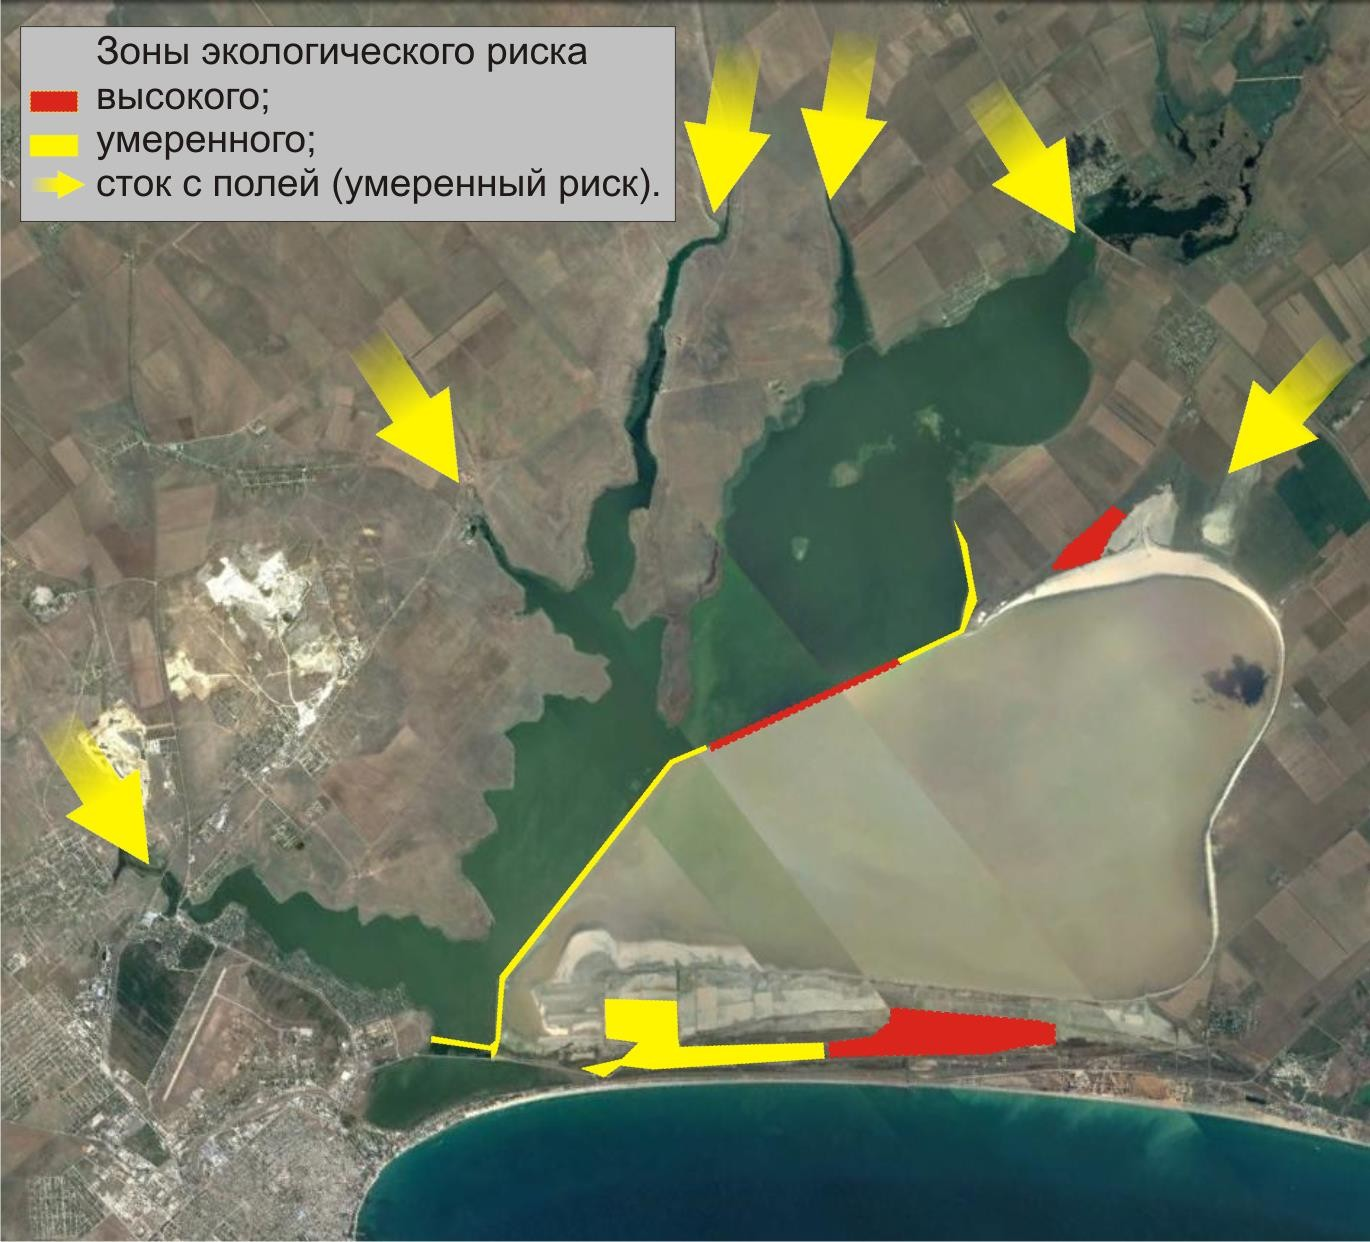 Зоны экологического риска
высокого;
умеренного;
сток с полей (умеренный риск).